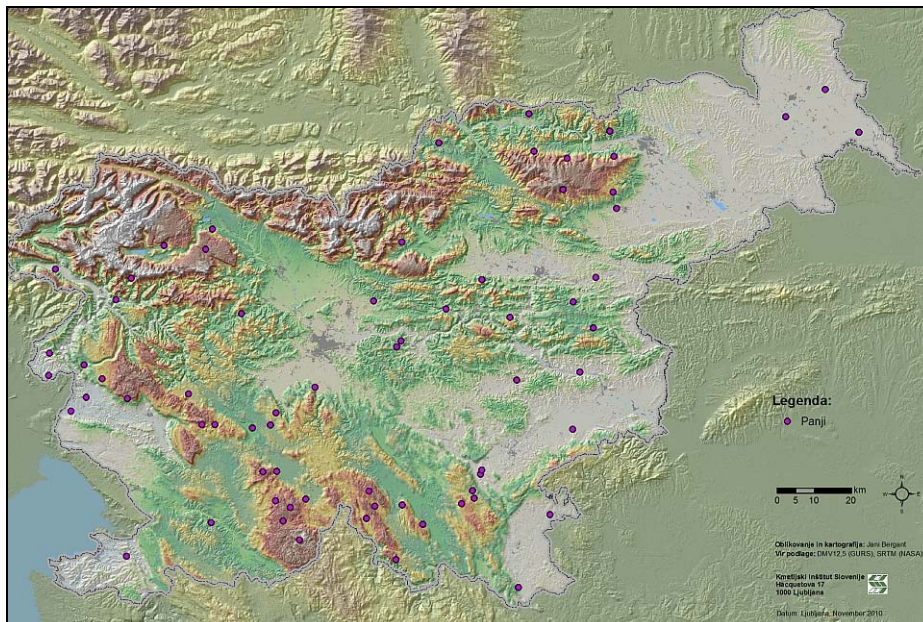 Legenda:
Panji
N
W E
S
0 5 10 20
km
Oblikovanje in kartografija: Jani Bergant
Vir podlage: DMV12,5 (GURS), SRTM (NASA)
Kmetijski inštitut Slovenije
Hacquetova 17
1000 Ljubljana
Datum: Ljubljana, November 2010